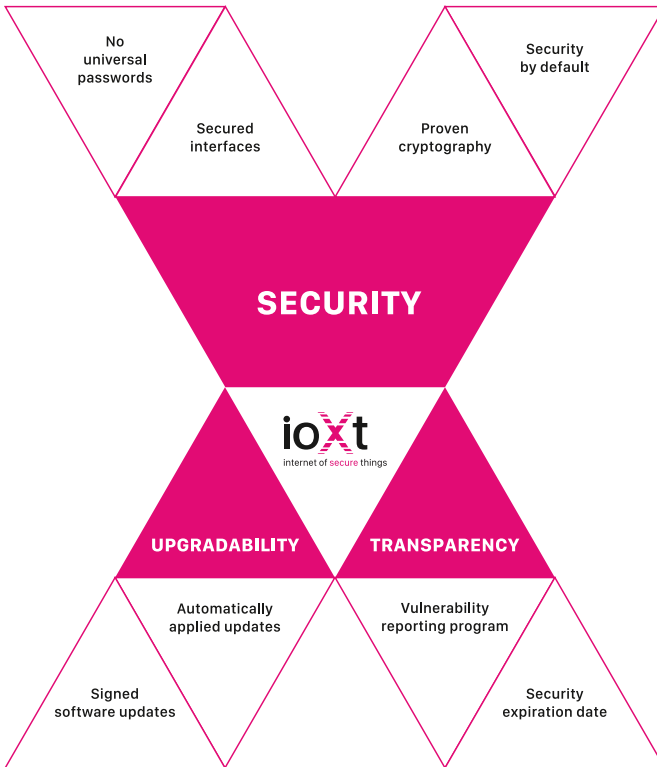 No
universal
passwords
Secured
interfaces
Proven
cryptography
Security
by default
SECURITY
ioXt
internet of secure things
UPGRADABILITY
TRANSPARENCY
Automatically
applied updates
Vulnerability
reporting program
Signed
software updates
Security
expiration date